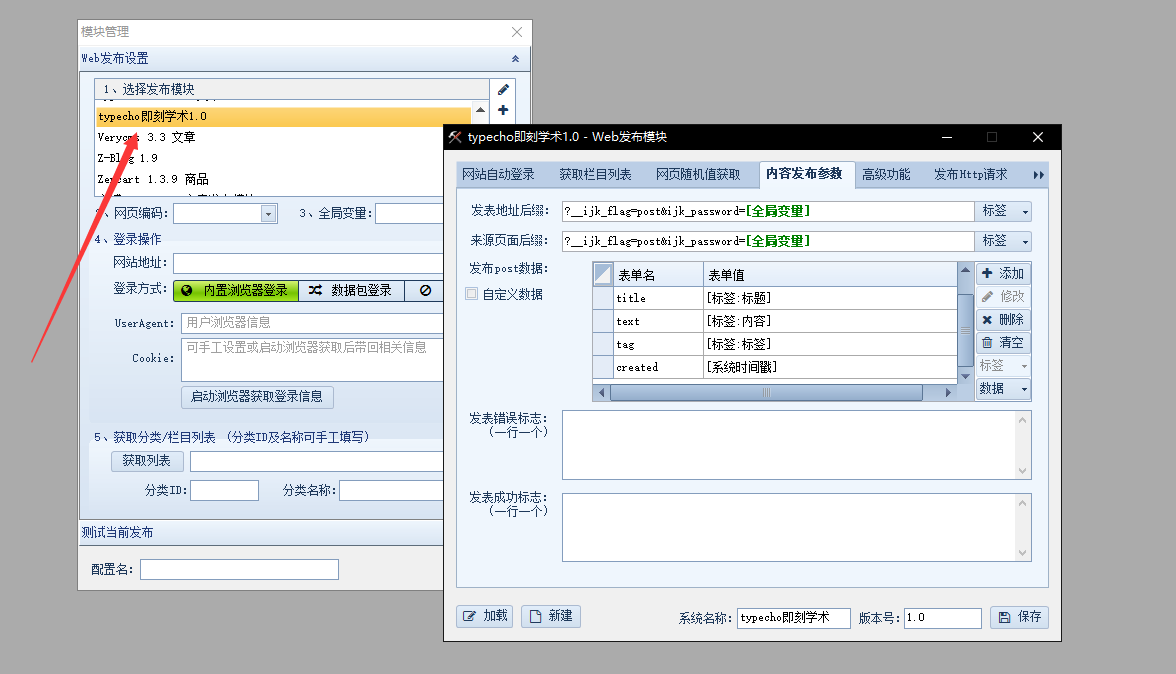 模块管理
Web发布设置
1、选择发布模块
typecho即刻学术1.0
3.3 文章
1.9
1.3.9 商品
网页编码:
3、全局变量:
4、登录操作
网站地址:
登录方式:
内置浏览器登录
数据包登录
UserAgent:
用户浏览器信息
Cookie:
可手工设置或启动浏览器获取后带回相关信息
启动浏览器获取登录信息
5、获取分类/栏目列表 (分类ID及名称可手工填写)
获取列表
分类ID:
分类名称:
测试当前发布
配置名:
typecho即刻学术1.0 - Web发布模块
网站自动登录
获取栏目列表
网页随机值获取
内容发布参数
高级功能
发布Http请求
发表地址后缀:
?__ijk_flag=post&ijk_password=[全局变量]
标签
来源页面后缀:
?__ijk_flag=post&ijk_password=[全局变量]
标签
发布post数据:
自定义数据
表单名
表单值
title
[标签:标题]
text
[标签:内容]
tag
[标签:标签]
created
[系统时间戳]
添加
修改
删除
清空
标签
数据
发表错误标志:
(一行一个)
发表成功标志:
(一行一个)
加载
新建
系统名称:
typecho即刻学术
版本号:
1.0
保存